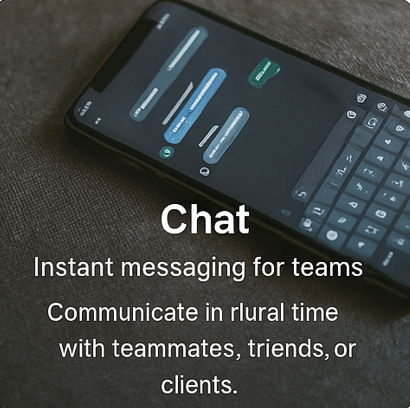 Chat
Instant messaging for teams
Communicate in rlural time
with teammates, triends, or
clients.